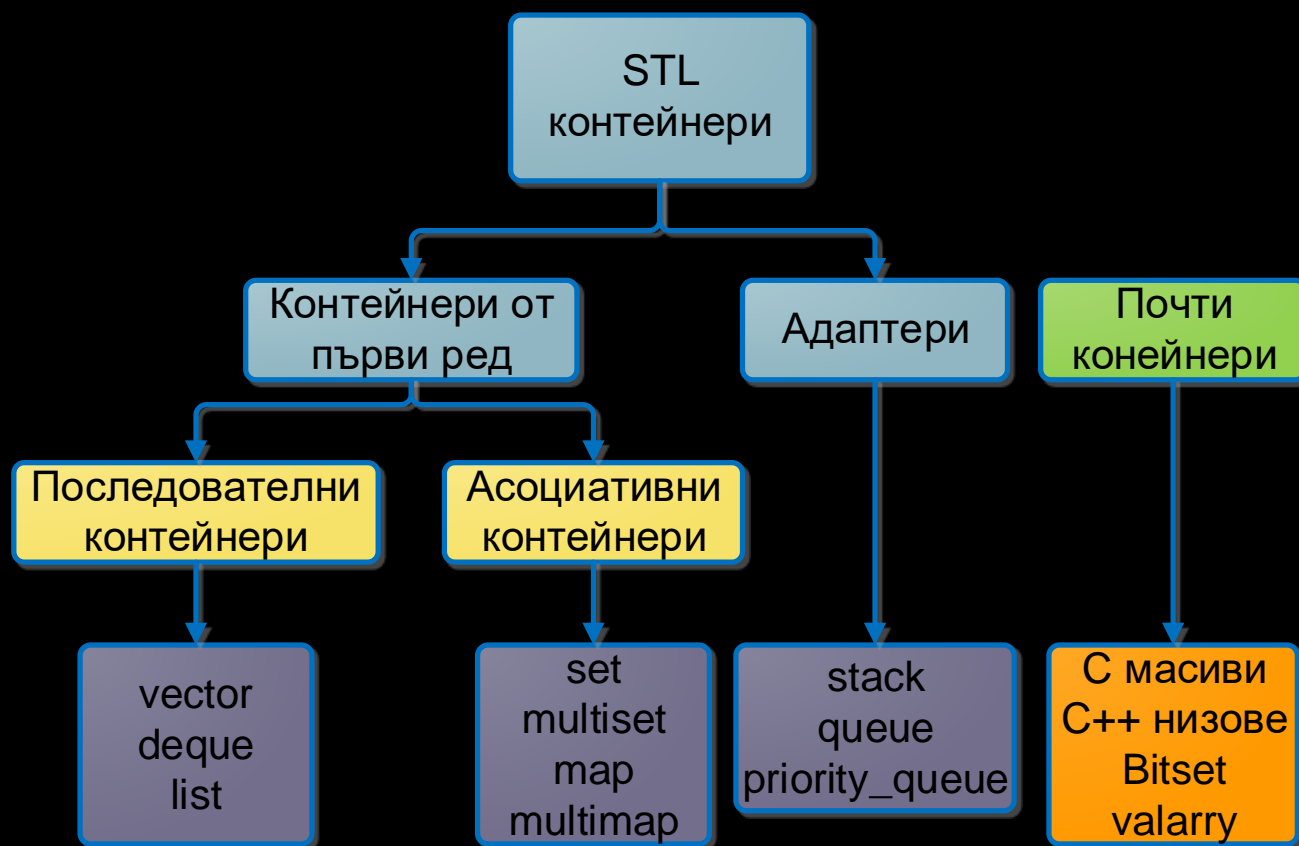 STL
контейнери
Контейнери от
първи ред
Адаптери
Почти
конейнери
Последователни
контейнери
Асоциативни
контейнери
vector
deque
list
set
multiset
map
multimap
stack
queue
priority_queue
С масиви
С++ низове
Bitset
valarry